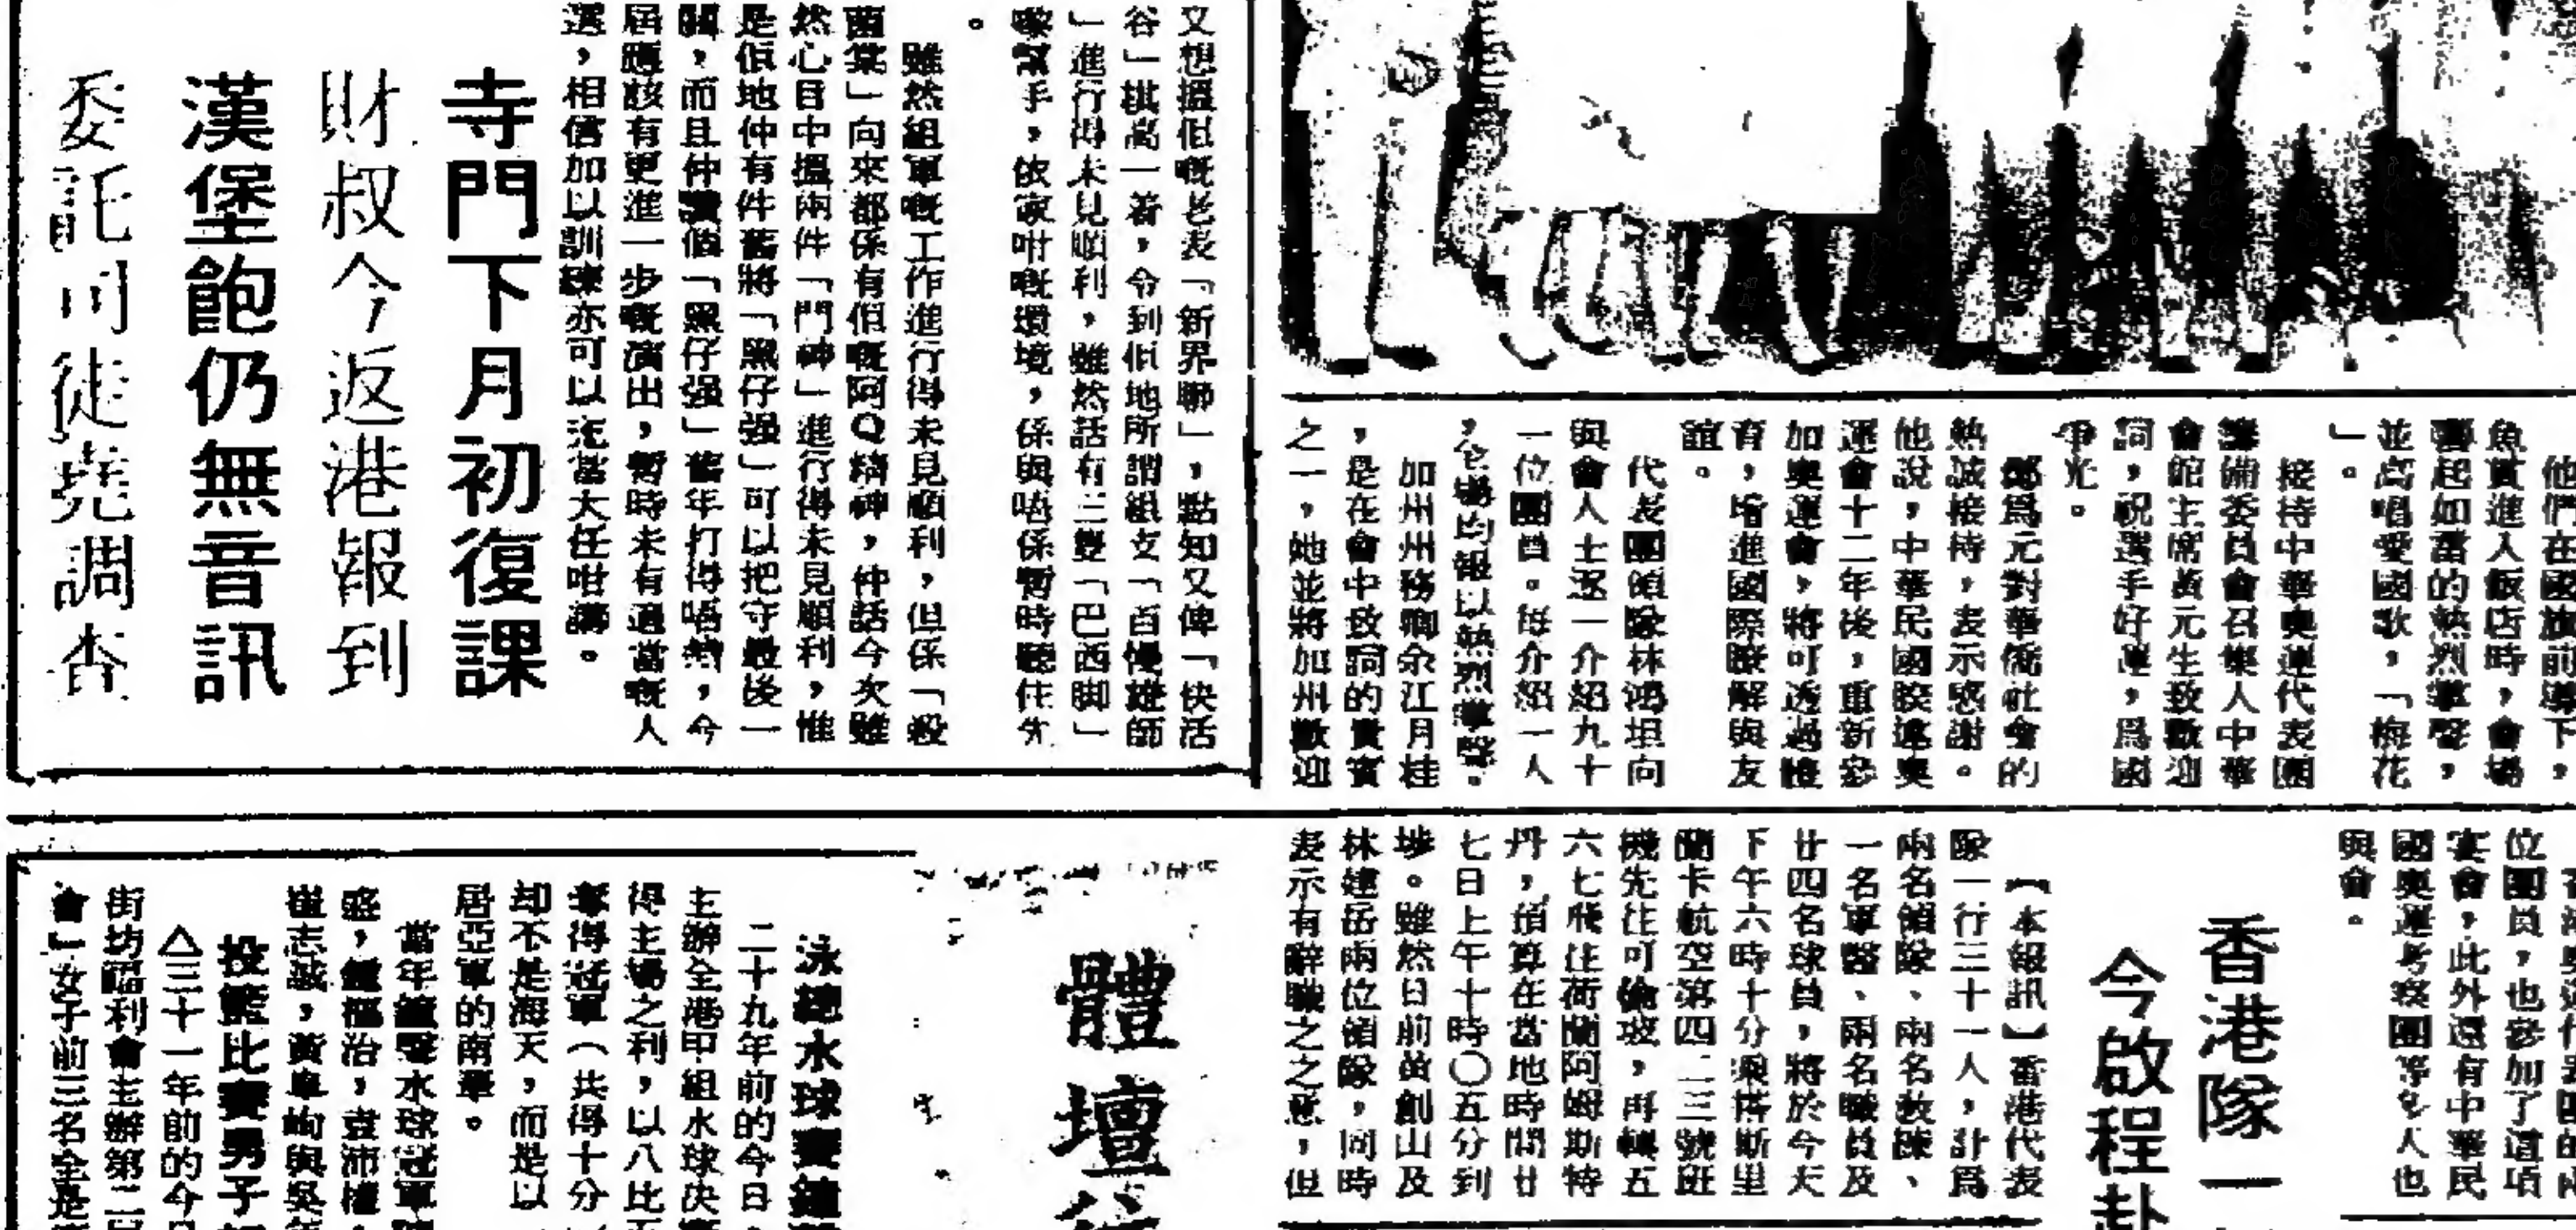 他們在國旗前導下，
魚貫進入飯店時，會場
響起如雷的熱烈掌聲，
並高唱愛國歌，「梅花
」。
接待中華奧運代表團
籌備委員會召集人中華
會館主席黃元生致歡迎
詞，祝選手好運，爲國
爭光。
鄭爲元對華僑社會的
熱誠接待，表示感謝。
他說，中華民國睽違奧
運會十二年後，重新參
加奧運會，將可透過體
育，增進國際瞭解與友
誼。
代表團領隊林鴻坦向
與會人士逐一介紹九十
一位團員。每介紹一人
，全場均報以熱烈掌聲。
加州州務卿余江月桂
，是在會中致詞的貴賓
之一，她並將加州歡迎
又想搵佢嘅老表「新界聯」，點知又俾「快活
谷」棋高一着，令到佢地所謂組支「百慢雄師
」進行得未見順利，雖然話有三隻「巴西脚」
嚟幫手，依家咁嘅環境，係與唔係暫時聽住先
。
雖然組軍嘅工作進行得未見順利，但係「殺
菌棠」向來都係有佢嘅阿Q精神，仲話今次雖
然心目中搵兩件「門神」進行得未見順利，惟
是佢地仲有件舊將「黑仔強」可以把守最後一
關，而且仲讚個「黑仔強」舊年打得唔錯，今
屆應該有更進一步嘅演出，暫時未有適當嘅人
選，相信加以訓練亦可以充當大任咁講。
寺門下月初復課
財叔今返港報到
漢堡飽仍無音訊
委託司徒堯調查
位團員，也參加了這項
宴會，此外還有中華民
國奧運考察團等多人也
與會。
香港隊一
今啟程赴
【本報訊】香港代表
隊一行三十一人，計爲
兩名領隊、兩名教練、
一名軍醫、兩名職員及
廿四名球員，將於今天
下午六時十分乘搭斯里
蘭卡航空第四二三號班
機先往可倫坡，再轉五
六七飛往荷蘭阿姆斯特
丹，預算在當地時間廿
七日上午十時〇五分到
埗。雖然日前黃創山及
林建岳兩位領隊，同時
表示有辭職之之意，但
體壇
泳總水球賽鐘
二十九年前的今日，
主辦全港甲組水球決賽
得主場之利，以八比五
奪得冠軍（共得十分
却不是海天，而是以
居亞軍的南華。
當年鐘聲水球冠軍
盛，鍾福治，壹沛權
崔志誠，黃卓峋與吳年
投籃比賽男子
△三十一年前的今日
街坊福利會主辦第二
會」女子前三名全是